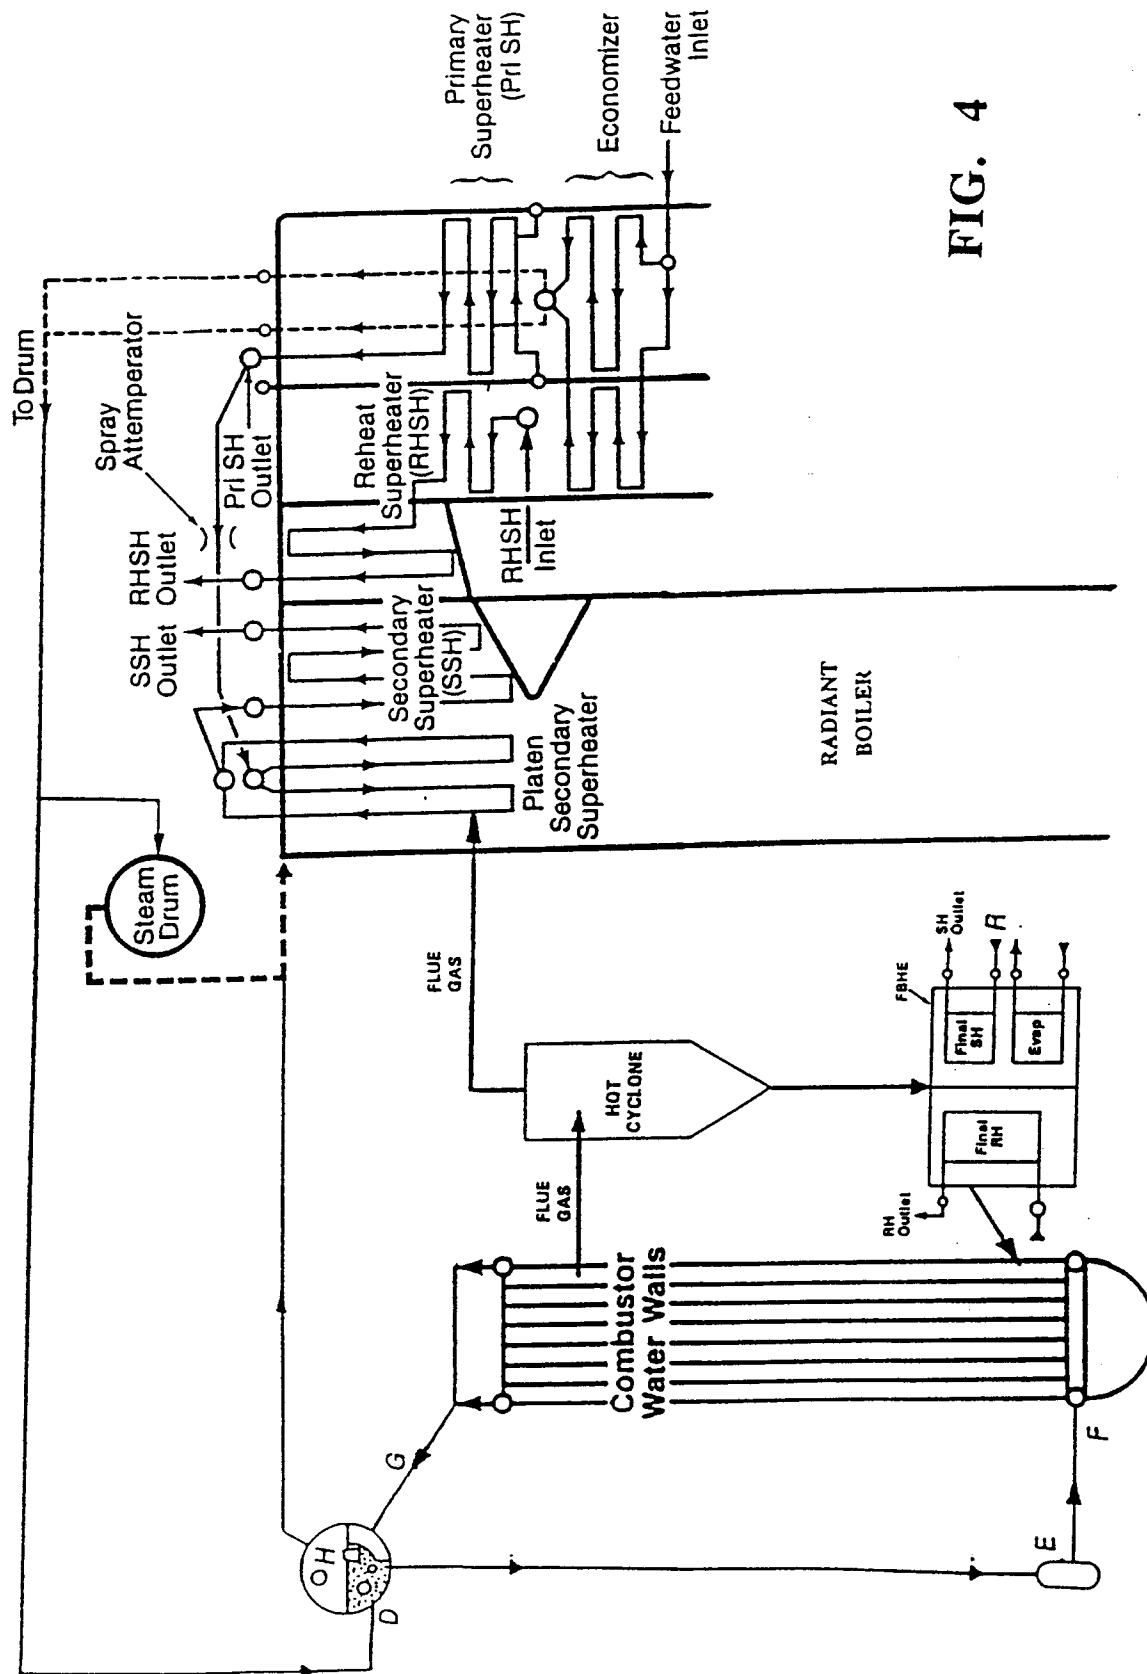 To Drum
Spray
Attemperator
SSH
Outlet
RHSH
Outlet
Pri SH
Outlet
Primary
Superheater
(Pri SH)
Economizer
Feedwater
Inlet
Reheat
Superheater
(RHSH)
RHSH
Inlet
Secondary
Superheater
(SSH)
Platen
Secondary
Superheater
Steam
Drum
RADIANT
BOILER
FLUE
GAS
FLUE
GAS
HOT
CYCLONE
FBHE
SH
Outlet
R
Final
SH
Evap
Final
RH
RH
Outlet
Combustor
Water Walls
G
H
D
E
F
FIG. 4